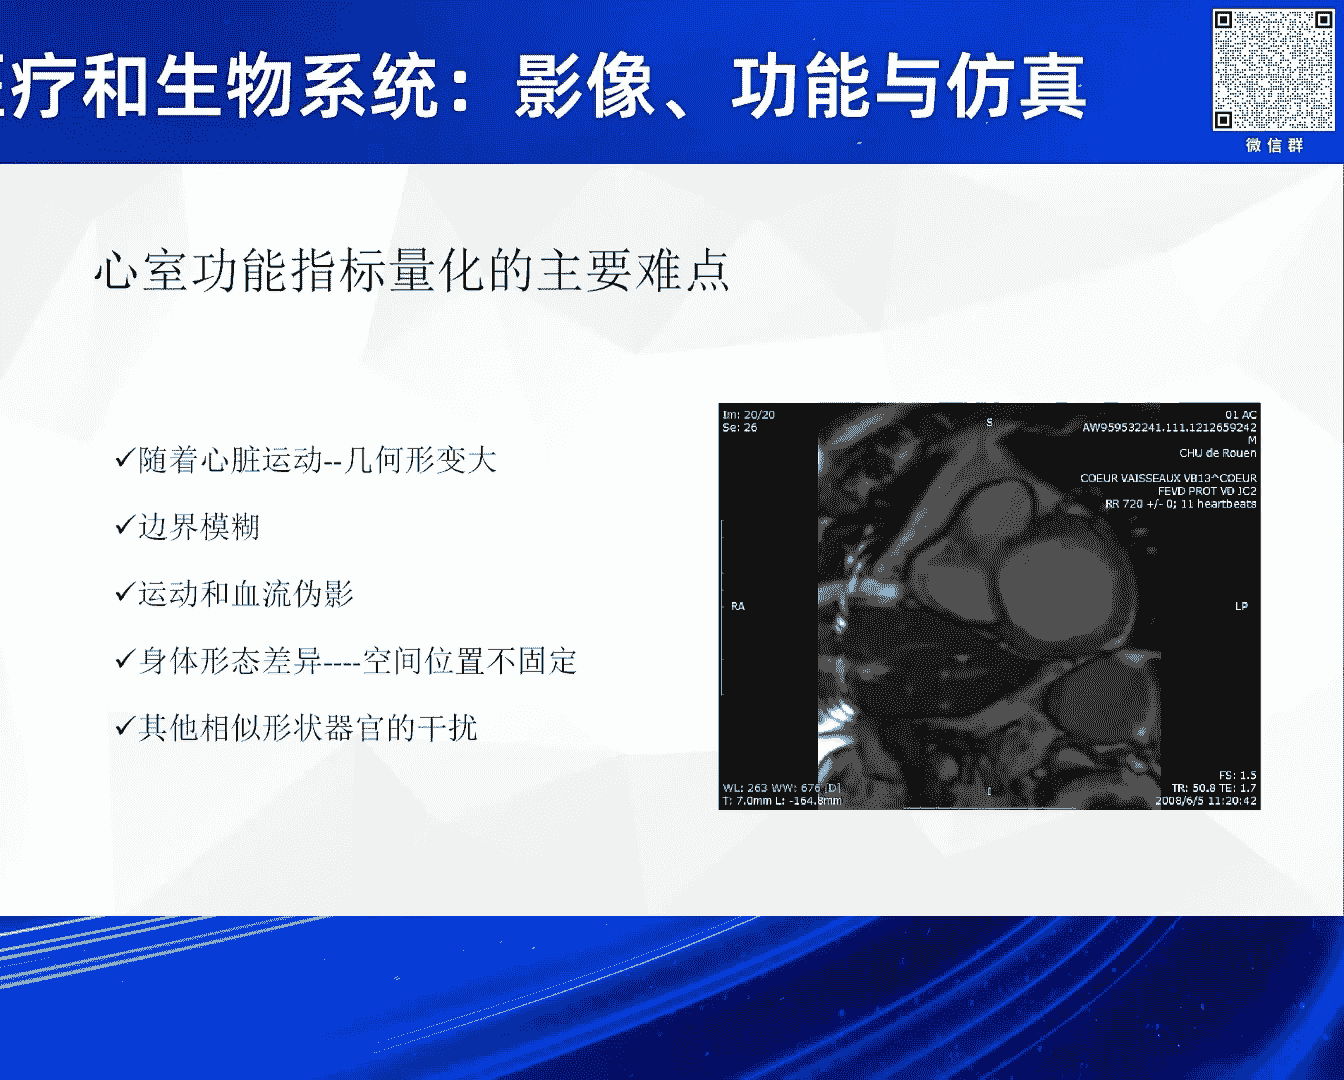 疗和生物系统：影像、功能与仿真
微信群
心室功能指标量化的主要难点
✓随着心脏运动--几何形变大
✓边界模糊
✓运动和血流伪影
✓身体形态差异----空间位置不固定
✓其他相似形状器官的干扰
Im: 20/20
Se: 26
S
01 AC
AW959532241.111.1212659242
M
CHU de Rouen
COEUR VAISSEAUX VB13^COEUR
FEVD PROT VD JC2
RR 720 +/- 0; 11 heartbeats
RA
LP
I
WL: 263 WW: 676 [D]
T: 7.0mm L: -164.8mm
FS: 1.5
TR: 50.8 TE: 1.7
2008/6/5 11:20:42